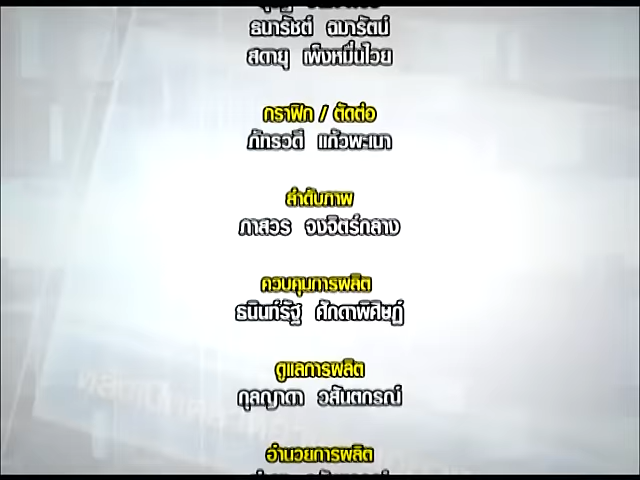 ธนารัชต์ ฉมารัตน์
สดายุ เพ็งหมื่นไวย
กราฟิก / ตัดต่อ
ภัทรวดี แก้วพะเนา
ลำดับภาพ
ภาสวร จงจิตร์กลาง
ควบคุมการผลิต
ธนินท์รัฐ ศักดาพิศิษฏ์
ดูแลการผลิต
กุลญาดา วสันตกรณ์
อำนวยการผลิต